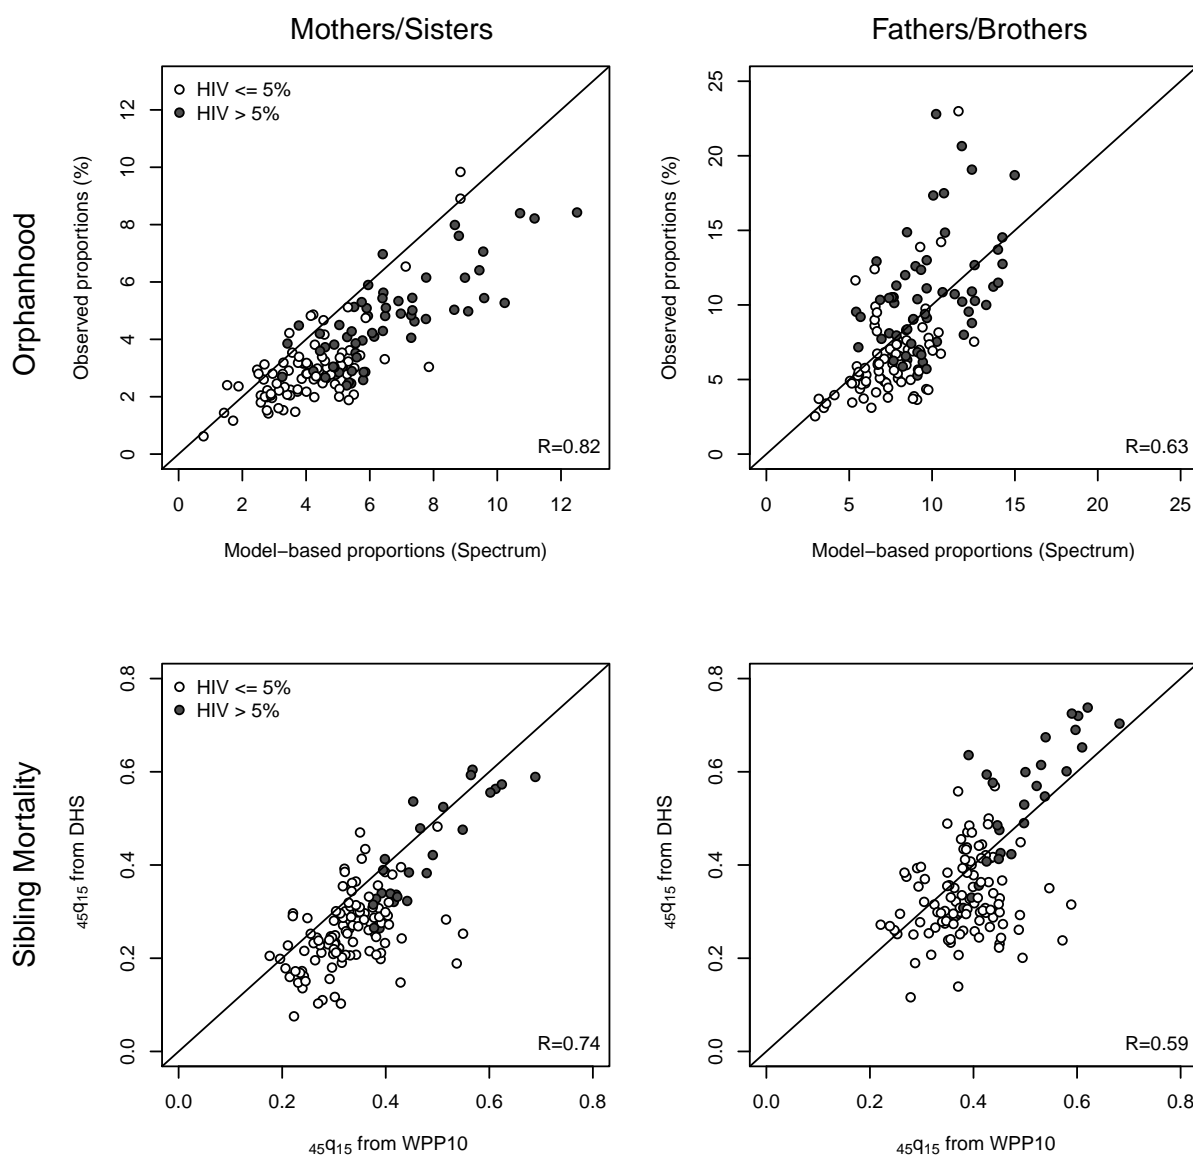 Mothers/Sisters
Fathers/Brothers
Orphanhood
Observed proportions (%)
0 2 4 6 8 10 12
HIV <= 5%
HIV > 5%
R=0.82
0 2 4 6 8 10 12
Model−based proportions (Spectrum)
Observed proportions (%)
0 5 10 15 20 25
R=0.63
0 5 10 15 20 25
Model−based proportions (Spectrum)
Sibling Mortality
45q15 from DHS
0.0 0.2 0.4 0.6 0.8
HIV <= 5%
HIV > 5%
R=0.74
0.0 0.2 0.4 0.6 0.8
45q15 from WPP10
45q15 from DHS
0.0 0.2 0.4 0.6 0.8
R=0.59
0.0 0.2 0.4 0.6 0.8
45q15 from WPP10